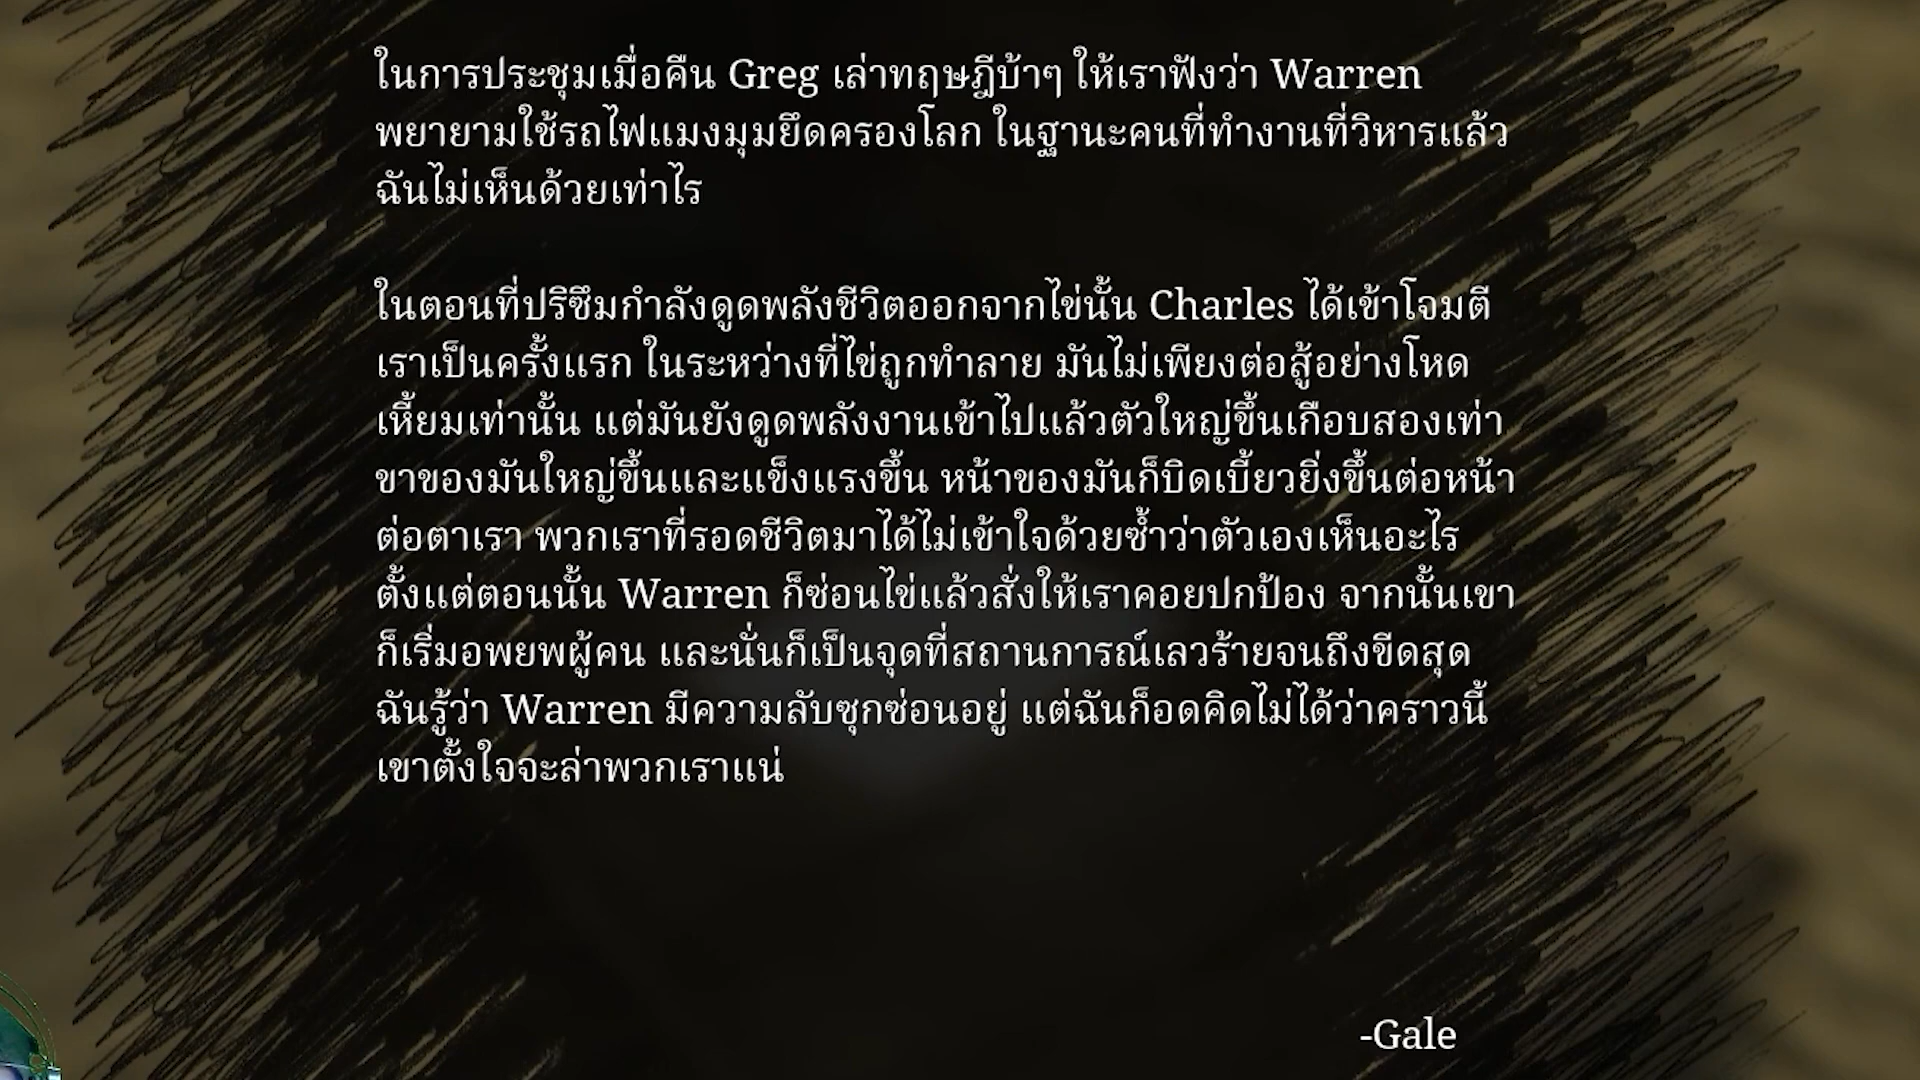 ในการประชุมเมื่อคืน Greg เล่าทฤษฎีบ้าๆ ให้เราฟังว่า Warren
พยายามใช้รถไฟแมงมุมยึดครองโลก ในฐานะคนที่ทำงานที่วิหารแล้ว
ฉันไม่เห็นด้วยเท่าไร
ในตอนที่ปริซึมกำลังดูดพลังชีวิตออกจากไข่นั้น Charles ได้เข้าโจมตี
เราเป็นครั้งแรก ในระหว่างที่ไข่ถูกทำลาย มันไม่เพียงต่อสู้อย่างโหด
เหี้ยมเท่านั้น แต่มันยังดูดพลังงานเข้าไปแล้วตัวใหญ่ขึ้นเกือบสองเท่า
ขาของมันใหญ่ขึ้นและแข็งแรงขึ้น หน้าของมันก็บิดเบี้ยวยิ่งขึ้นต่อหน้า
ต่อตาเรา พวกเราที่รอดชีวิตมาได้ไม่เข้าใจด้วยซ้ำว่าตัวเองเห็นอะไร
ตั้งแต่ตอนนั้น Warren ก็ซ่อนไข่แล้วสั่งให้เราคอยปกป้อง จากนั้นเขา
ก็เริ่มอพยพผู้คน และนั่นก็เป็นจุดที่สถานการณ์เลวร้ายจนถึงขีดสุด
ฉันรู้ว่า Warren มีความลับซุกซ่อนอยู่ แต่ฉันก็อดคิดไม่ได้ว่าคราวนี้
เขาตั้งใจจะล่าพวกเราแน่
-Gale